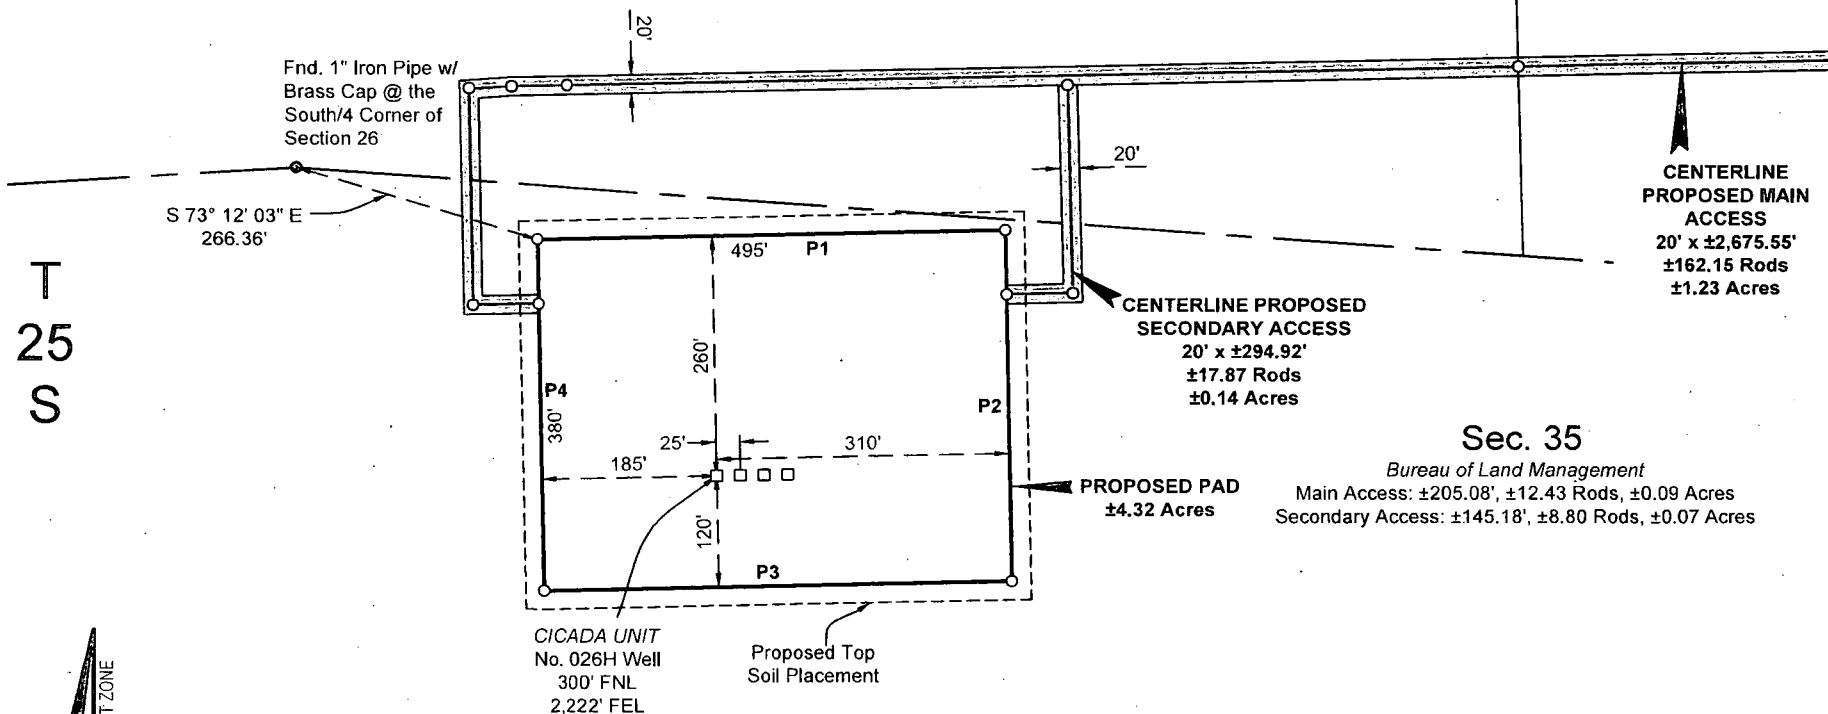 20'
Fnd. 1" Iron Pipe w/
Brass Cap @ the
South/4 Corner of
Section 26
S 73° 12' 03" E
266.36'
T
25
S
20'
495'
P1
CENTERLINE
PROPOSED MAIN
ACCESS
20' x ±2,675.55'
±162.15 Rods
±1.23 Acres
CENTERLINE PROPOSED
SECONDARY ACCESS
20' x ±294.92'
±17.87 Rods
±0.14 Acres
260'
P4
380'
P2
25'
310'
185'
120'
P3
PROPOSED PAD
±4.32 Acres
Sec. 35
Bureau of Land Management
Main Access: ±205.08', ±12.43 Rods, ±0.09 Acres
Secondary Access: ±145.18', ±8.80 Rods, ±0.07 Acres
CICADA UNIT
No. 026H Well
300' FNL
2,222' FEL
Proposed Top
Soil Placement
T ZONE